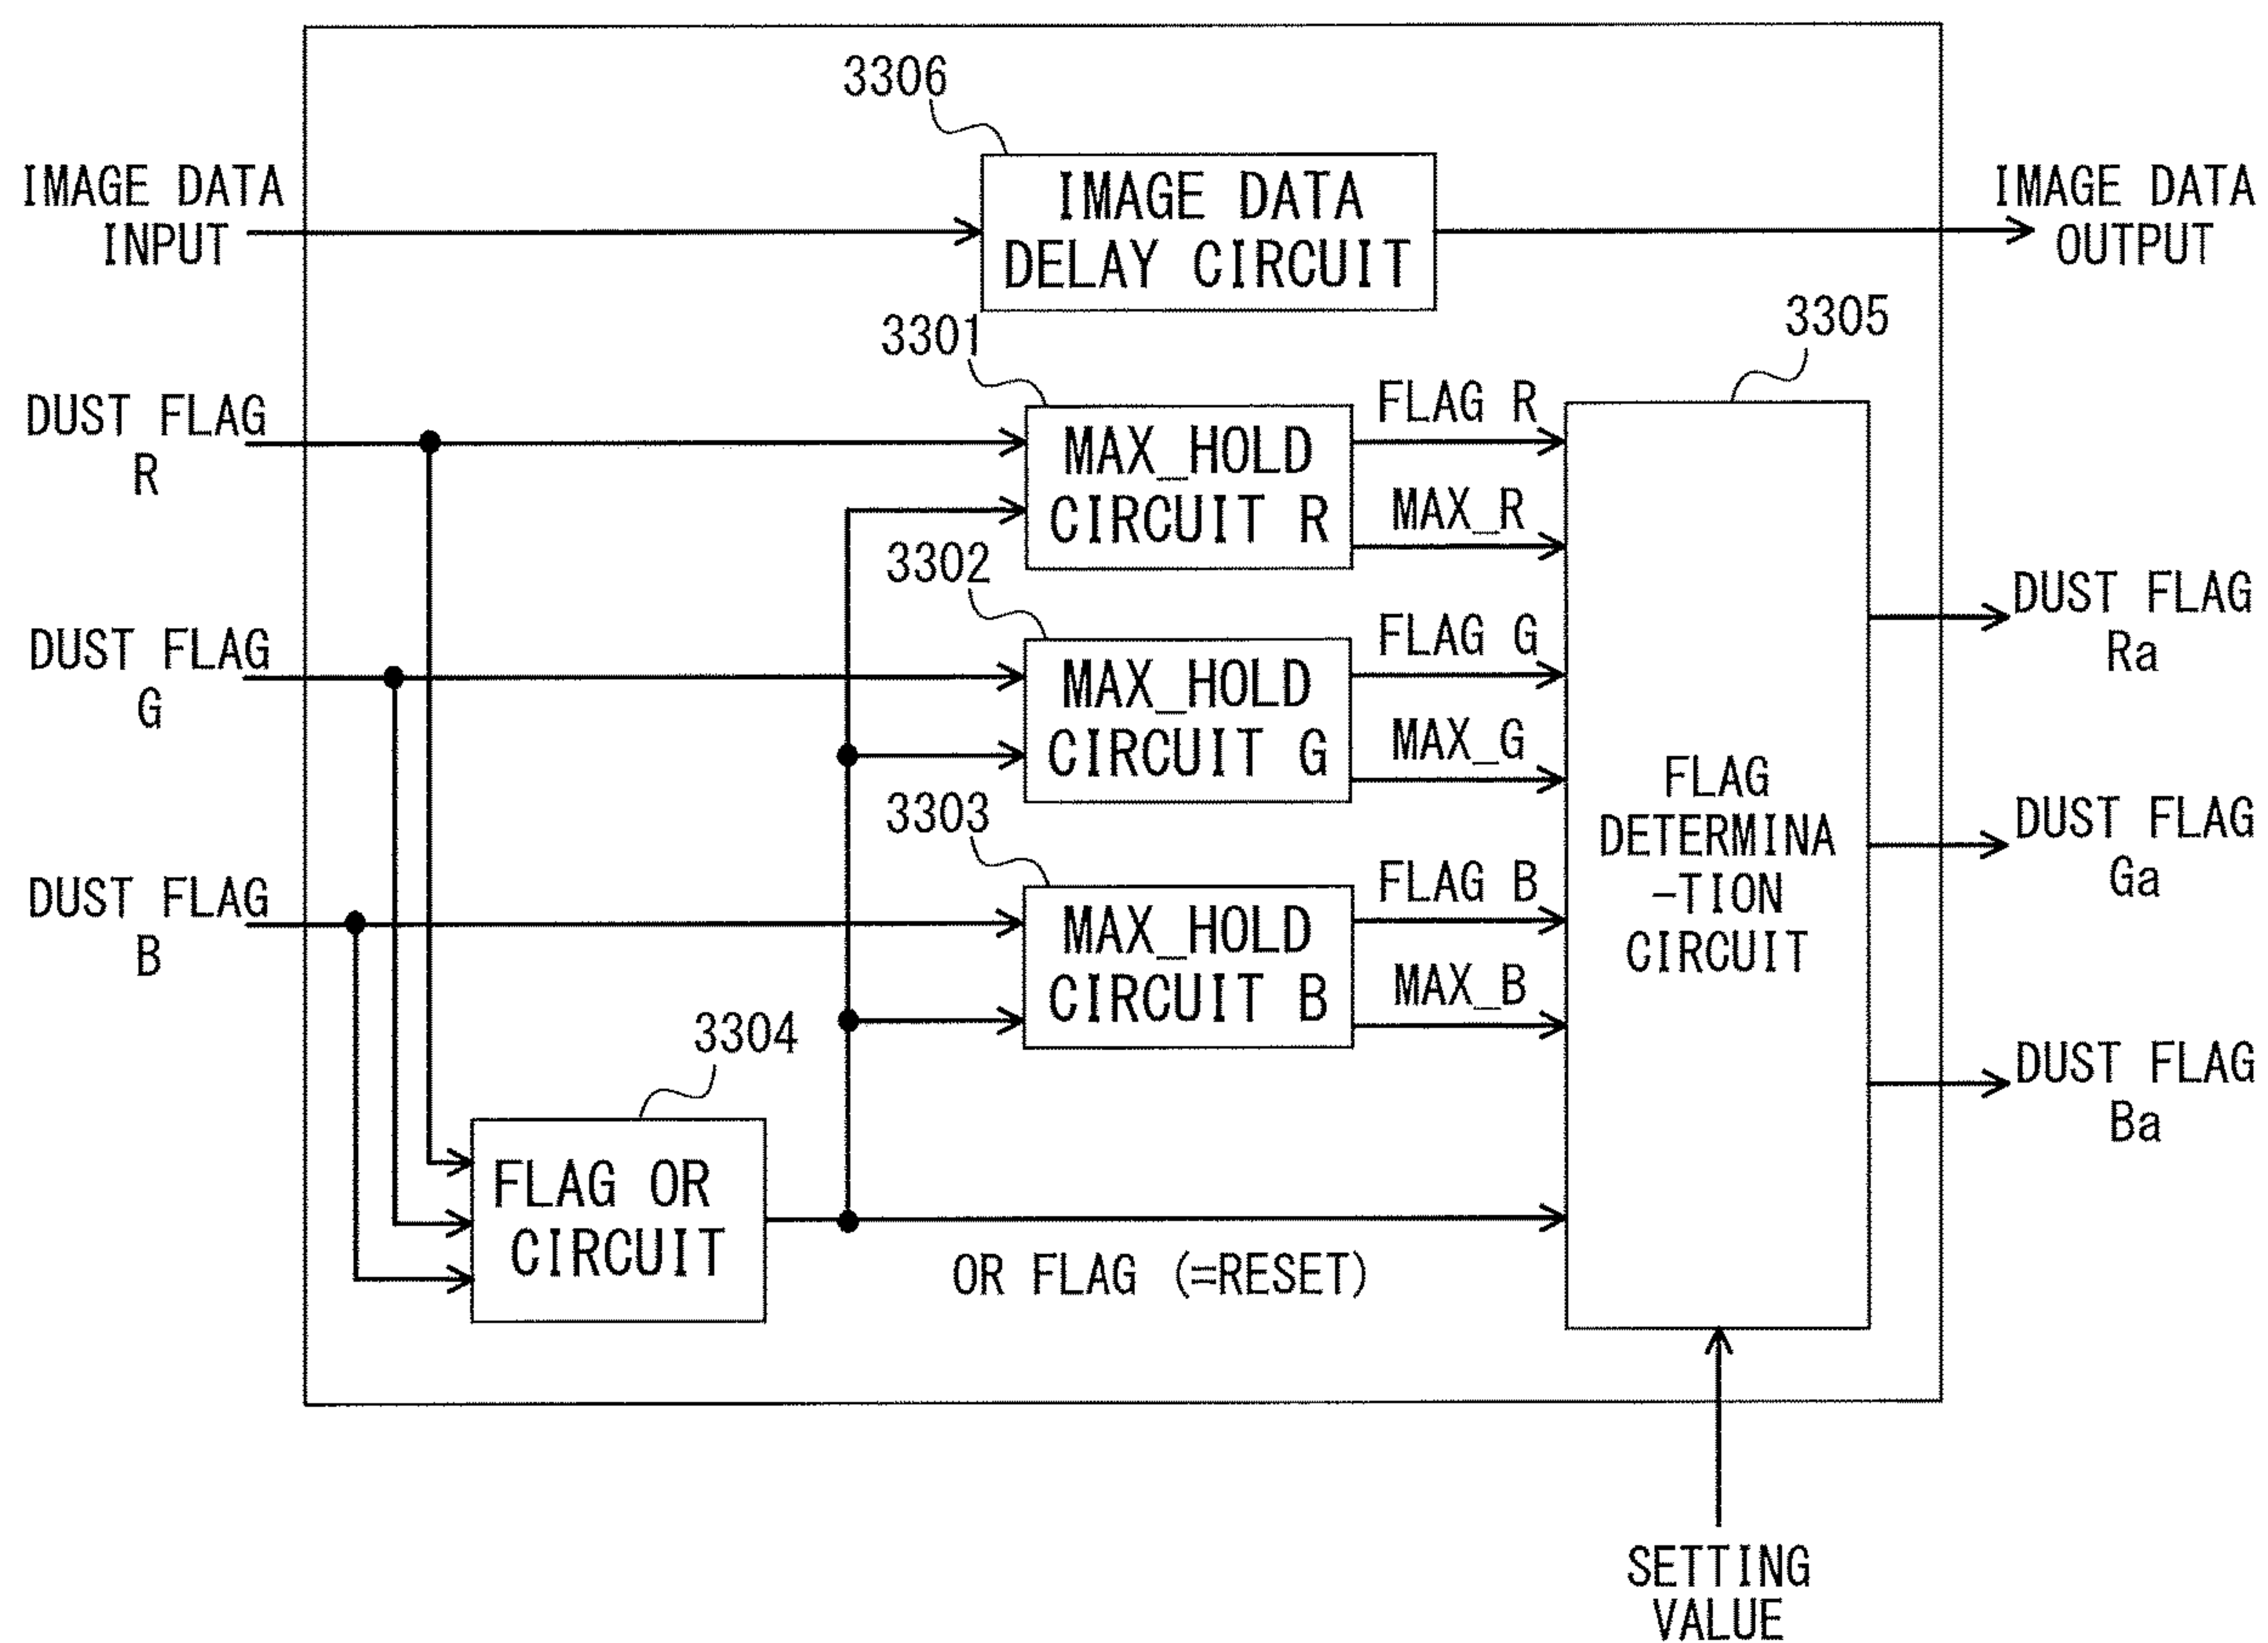 3306
IMAGE DATA
INPUT
IMAGE DATA
DELAY CIRCUIT
IMAGE DATA
OUTPUT
3301
3305
DUST FLAG
R
MAX_HOLD
CIRCUIT R
FLAG R
MAX_R
3302
DUST FLAG
G
MAX_HOLD
CIRCUIT G
FLAG G
MAX_G
3303
DUST FLAG
B
MAX_HOLD
CIRCUIT B
FLAG B
MAX_B
FLAG
DETERMINA
-TION
CIRCUIT
DUST FLAG
Ra
DUST FLAG
Ga
DUST FLAG
Ba
3304
FLAG OR
CIRCUIT
OR FLAG (=RESET)
SETTING
VALUE